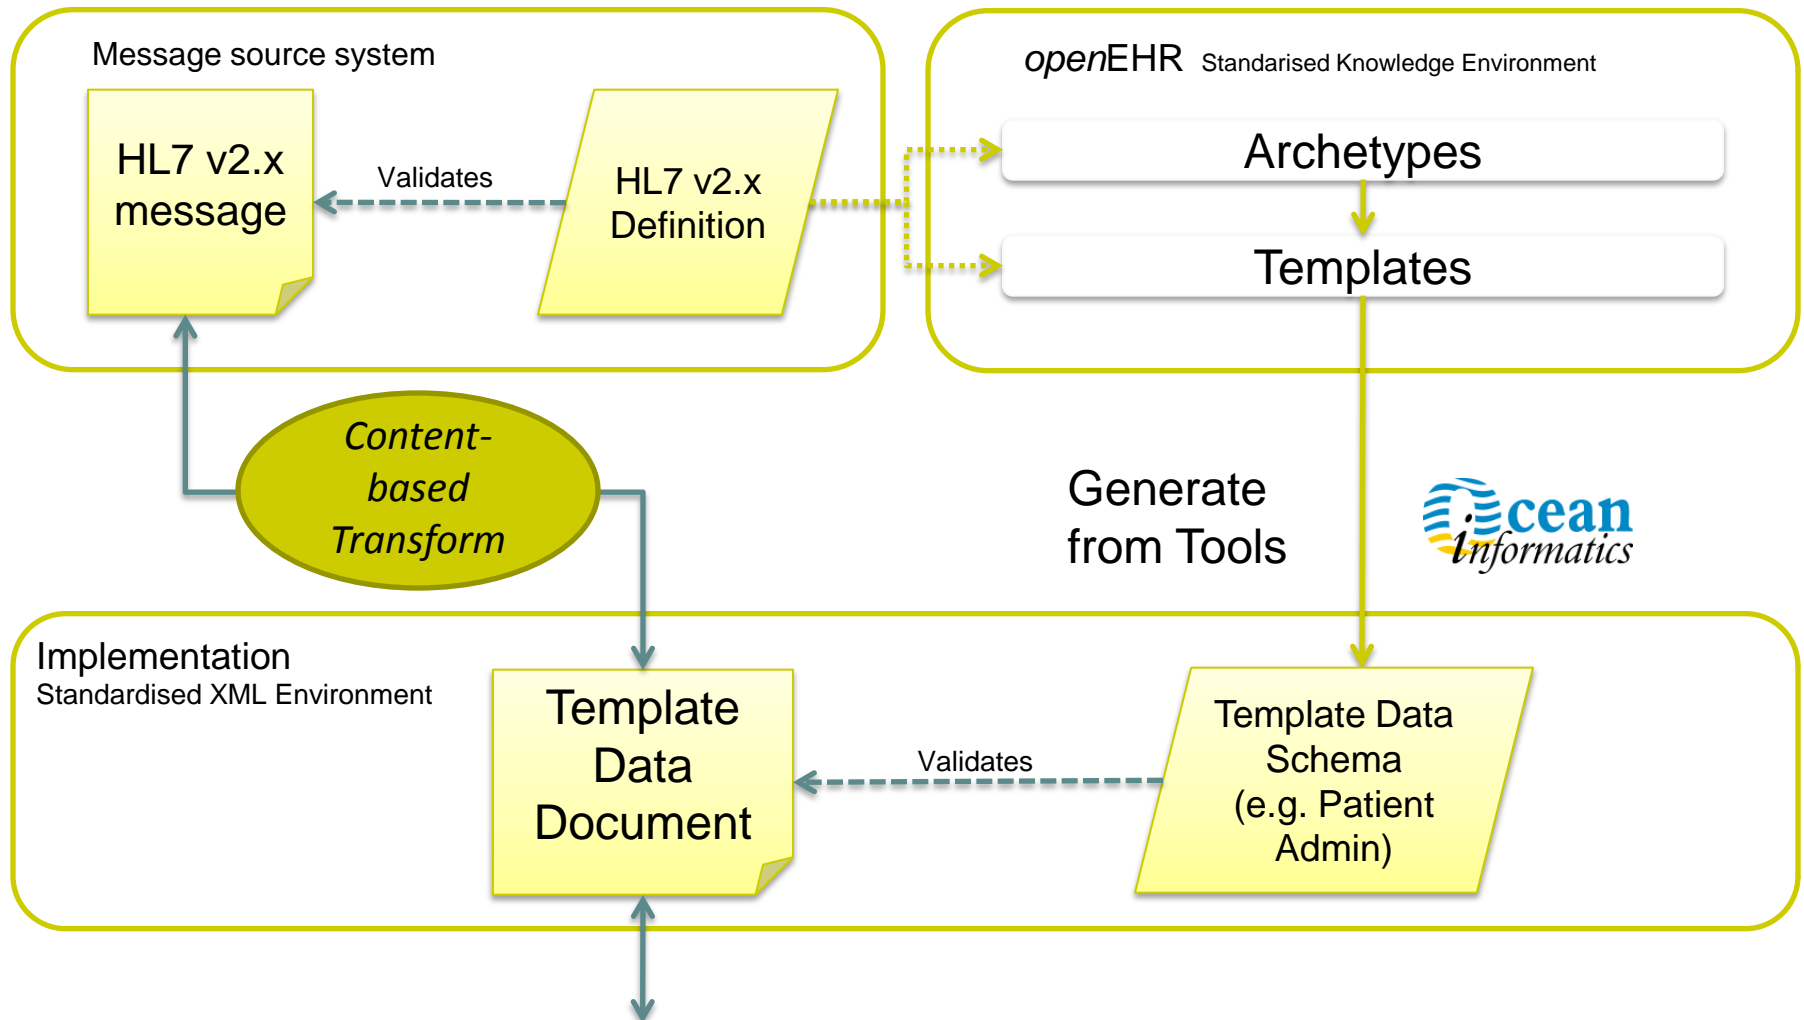 Message source system
HL7 v2.x
message
Validates
HL7 v2.x
Definition
openEHR Standarised Knowledge Environment
Archetypes
Templates
Content-
based
Transform
Generate
from Tools
Ocean
informatics
Implementation
Standardised XML Environment
Template
Data
Document
Validates
Template Data
Schema
(e.g. Patient
Admin)